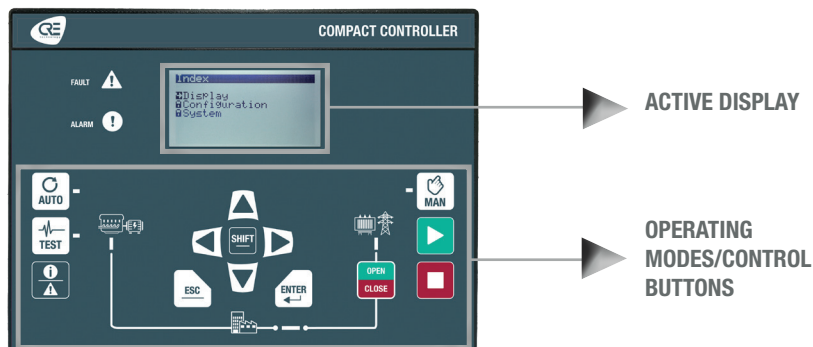 CRE
COMPACT CONTROLLER
FAULT
ALARM
Index
Display
Configuration
System
ACTIVE DISPLAY
AUTO
MAN
TEST
SHIFT
ESC
ENTER
OPEN
CLOSE
OPERATING
MODES/CONTROL
BUTTONS